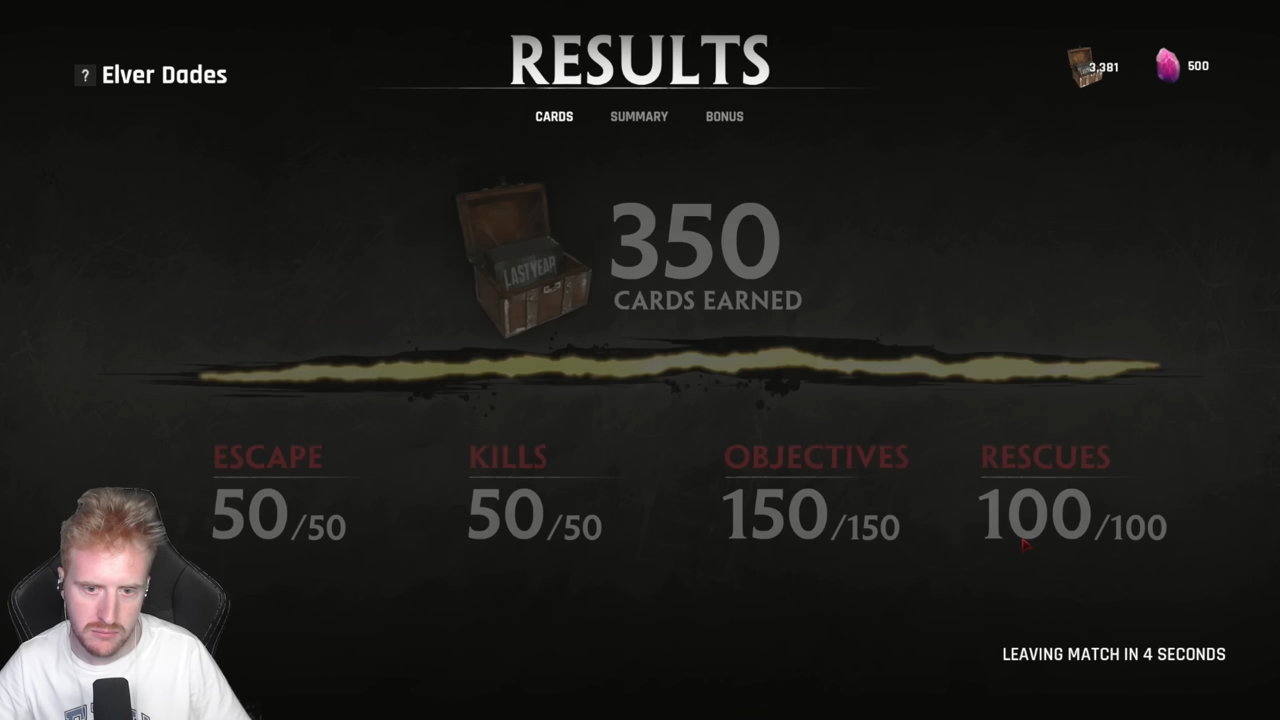 RESULTS
? Elver Dades
3,381
500
CARDS SUMMARY BONUS
LAST YEAR
350
CARDS EARNED
ESCAPE KILLS OBJECTIVES RESCUES
50/50 50/50 150/150 100/100
LEAVING MATCH IN 4 SECONDS